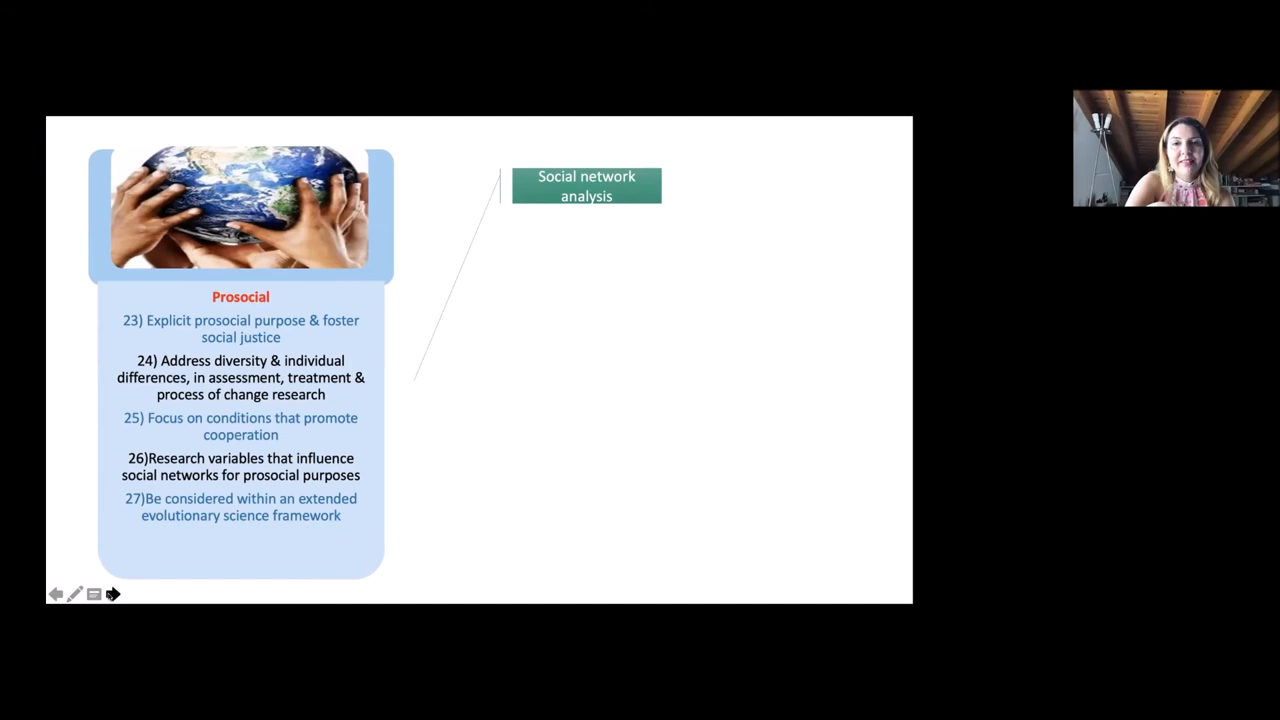 Prosocial
23) Explicit prosocial purpose & foster
social justice
24) Address diversity & individual
differences, in assessment, treatment &
process of change research
25) Focus on conditions that promote
cooperation
26)Research variables that influence
social networks for prosocial purposes
27)Be considered within an extended
evolutionary science framework
Social network
analysis